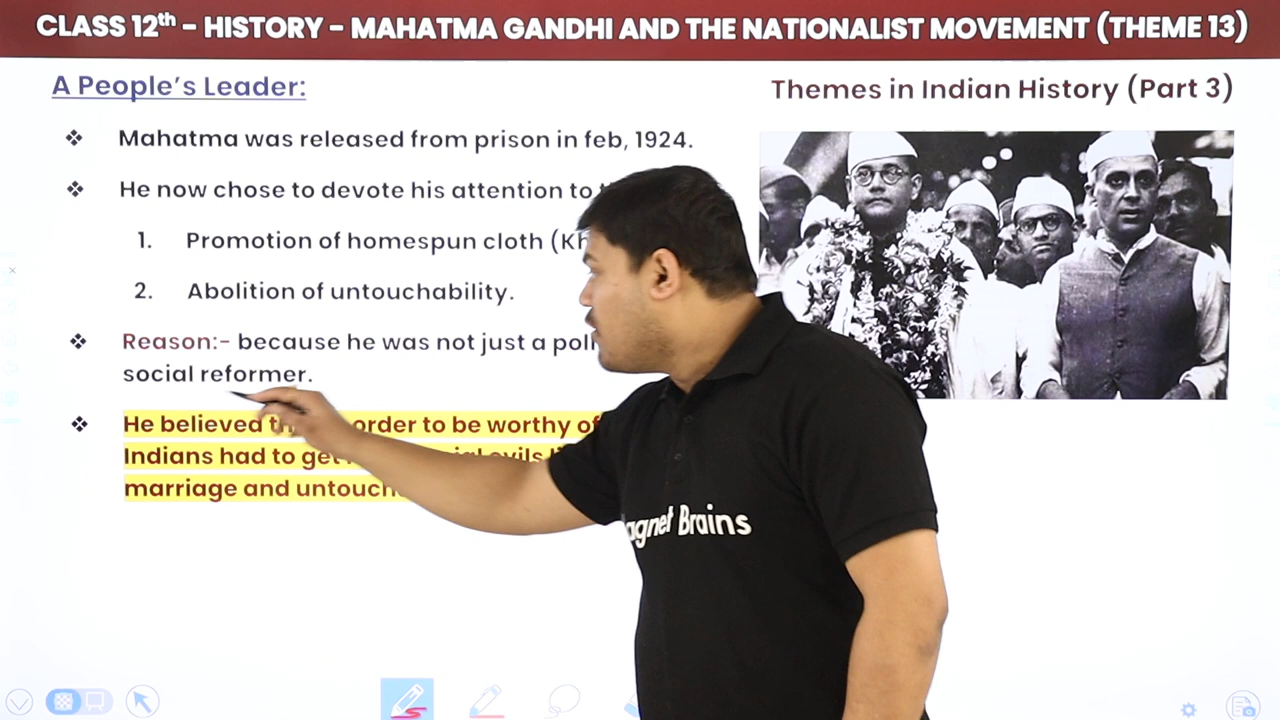 CLASS 12th – HISTORY – MAHATMA GANDHI AND THE NATIONALIST MOVEMENT (THEME 13)
A People's Leader:
Themes in Indian History (Part 3)
❖ Mahatma was released from prison in feb, 1924.
❖ He now chose to devote his attention to
1. Promotion of homespun cloth
2. Abolition of untouchability.
❖ Reason:- because he was not just a
social reformer.
❖ He believed order to be worthy of
Indians had to get evils
marriage and
Brains